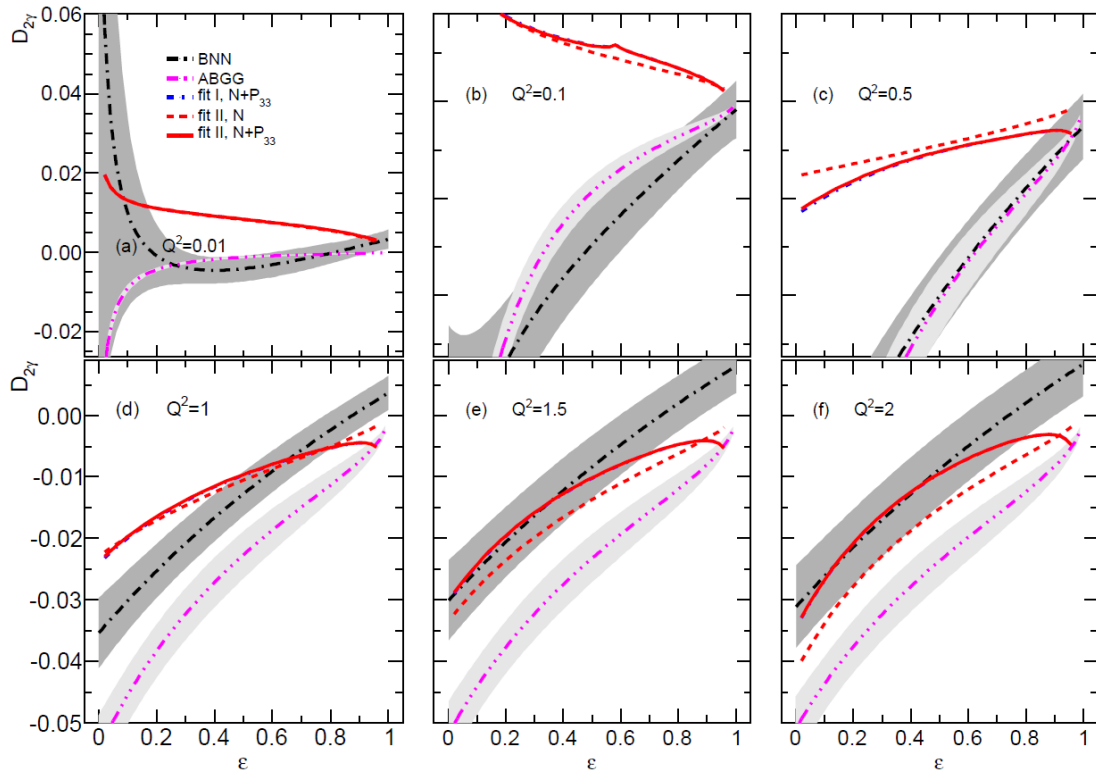 D2γ
0.06
0.04
0.02
0.00
-0.02
BNN
ABGG
fit I, N+P33
fit II, N
fit II, N+P33
(a) Q²=0.01
(b) Q²=0.1
(c) Q²=0.5
D2γ
0.00
-0.01
-0.02
-0.03
-0.04
-0.05
(d) Q²=1
(e) Q²=1.5
(f) Q²=2
0 0.2 0.4 0.6 0.8 1
0 0.2 0.4 0.6 0.8 1
0 0.2 0.4 0.6 0.8 1
ε
ε
ε